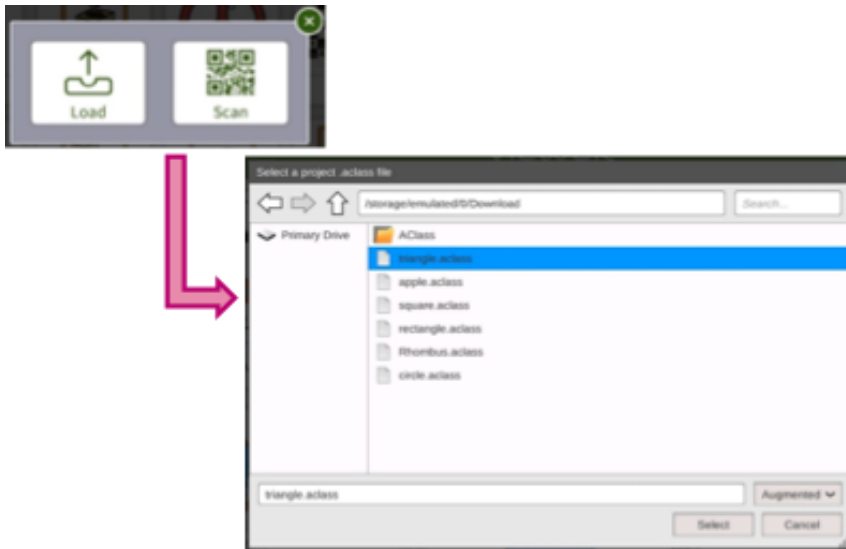 Load
Scan
Select a project .aclass file
/storage/emulated/0/Download
Search...
Primary Drive
AClass
triangle.aclass
apple.aclass
square.aclass
rectangle.aclass
Rhombus.aclass
circle.aclass
triangle.aclass
Augmented
Select
Cancel